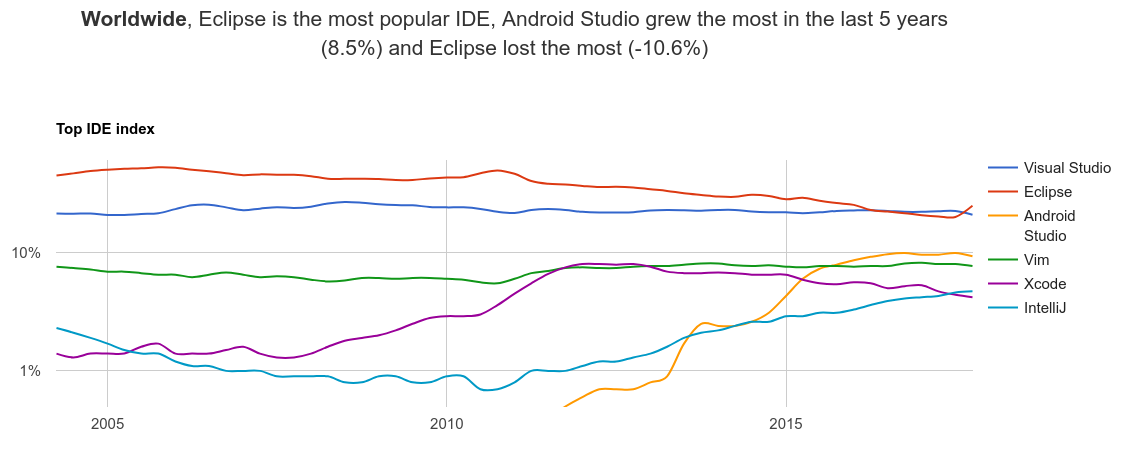 Worldwide, Eclipse is the most popular IDE, Android Studio grew the most in the last 5 years
(8.5%) and Eclipse lost the most (-10.6%)
Top IDE index
Visual Studio
Eclipse
Android
Studio
Vim
Xcode
IntelliJ
10%
1%
2005
2010
2015